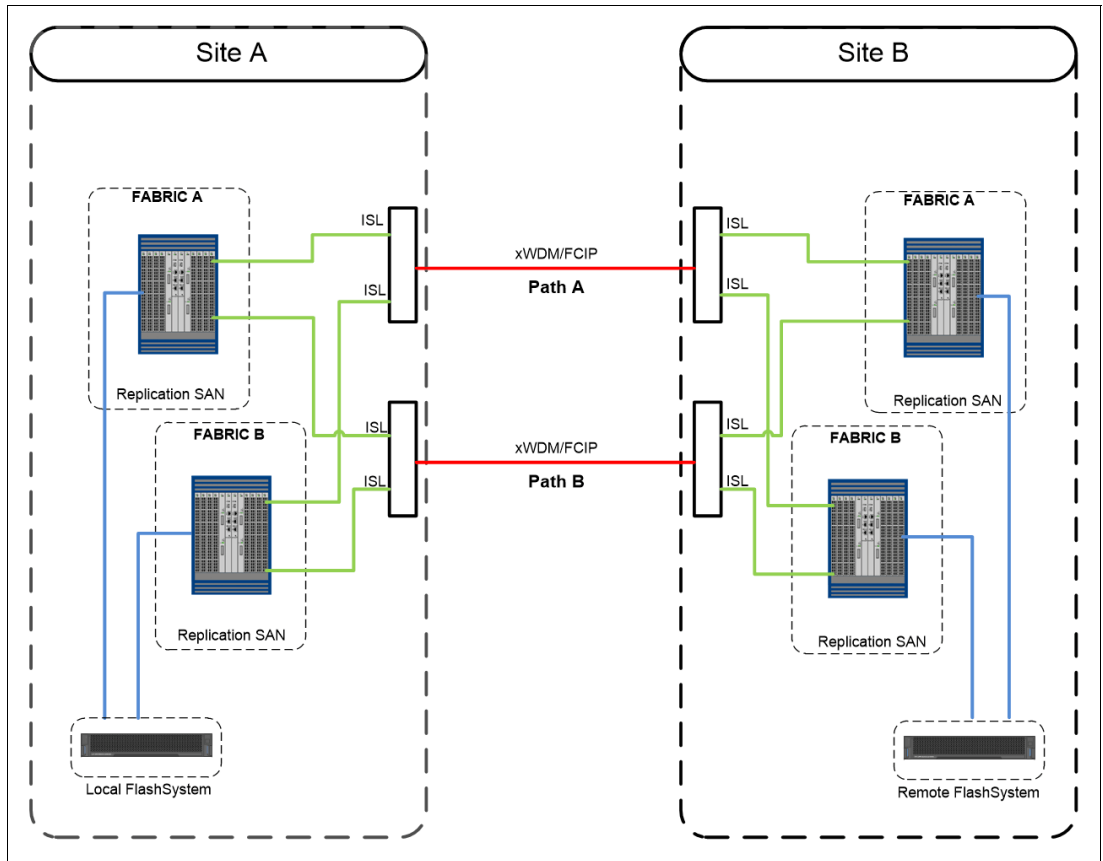 Site A
Site B
FABRIC A
FABRIC A
ISL
ISL
xWDM/FCIP
Path A
ISL
ISL
Replication SAN
Replication SAN
FABRIC B
FABRIC B
ISL
ISL
xWDM/FCIP
Path B
ISL
ISL
Replication SAN
Replication SAN
Local FlashSystem
Remote FlashSystem